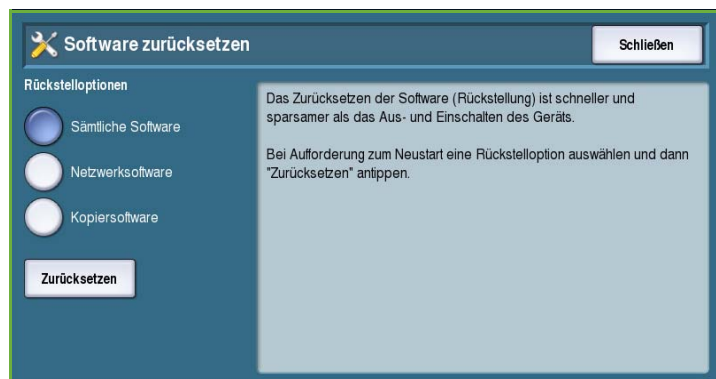 Software zurücksetzen
Schließen
Rückstelloptionen
Sämtliche Software
Netzwerksoftware
Kopiersoftware
Zurücksetzen
Das Zurücksetzen der Software (Rückstellung) ist schneller und
sparsamer als das Aus- und Einschalten des Geräts.
Bei Aufforderung zum Neustart eine Rückstelloption auswählen und dann
"Zurücksetzen" antippen.